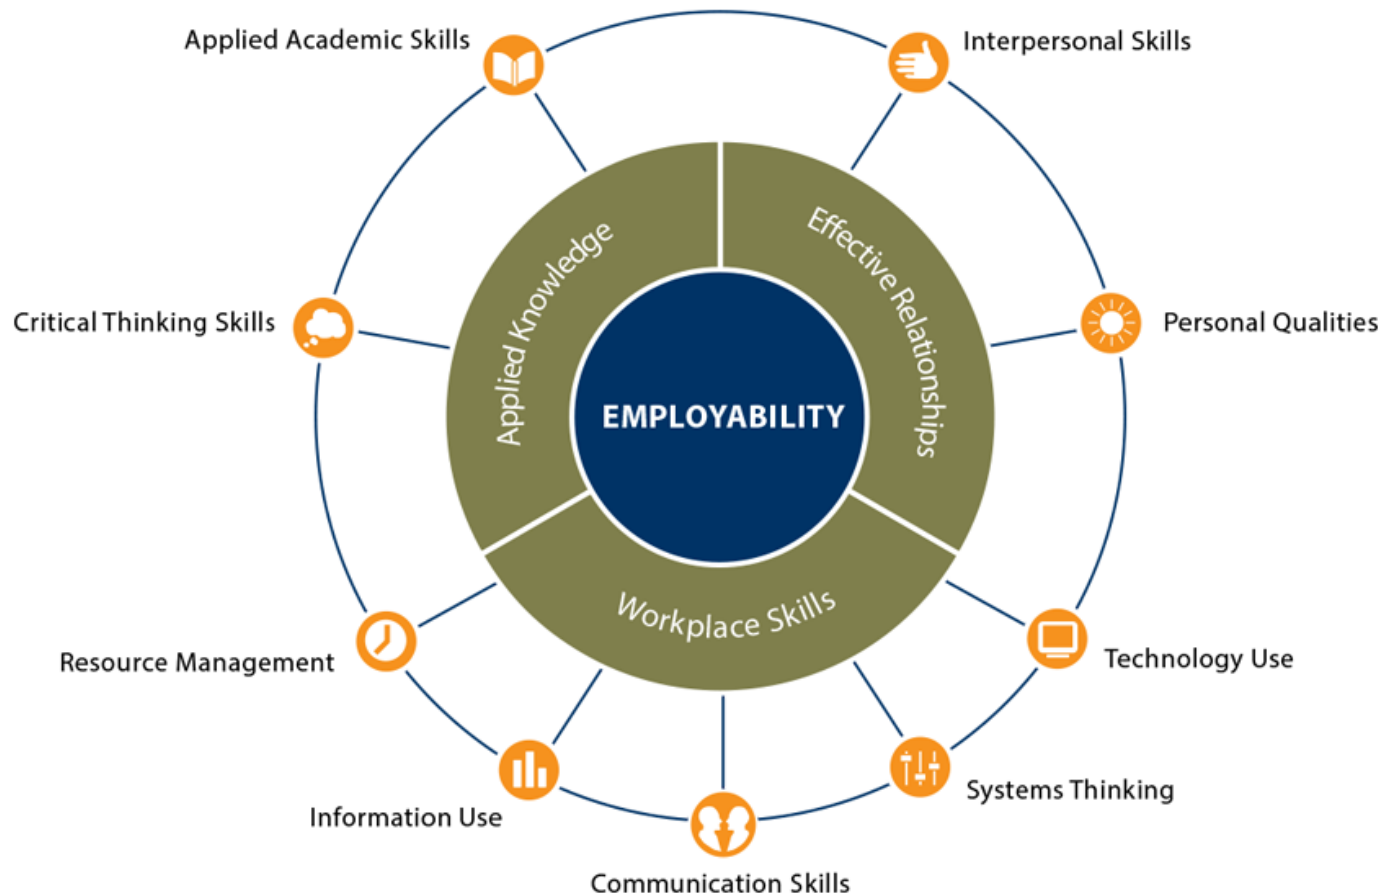 Applied Academic Skills
Interpersonal Skills
Applied Knowledge
Effective Relationships
Critical Thinking Skills
Personal Qualities
EMPLOYABILITY
Workplace Skills
Resource Management
Technology Use
Information Use
Systems Thinking
Communication Skills